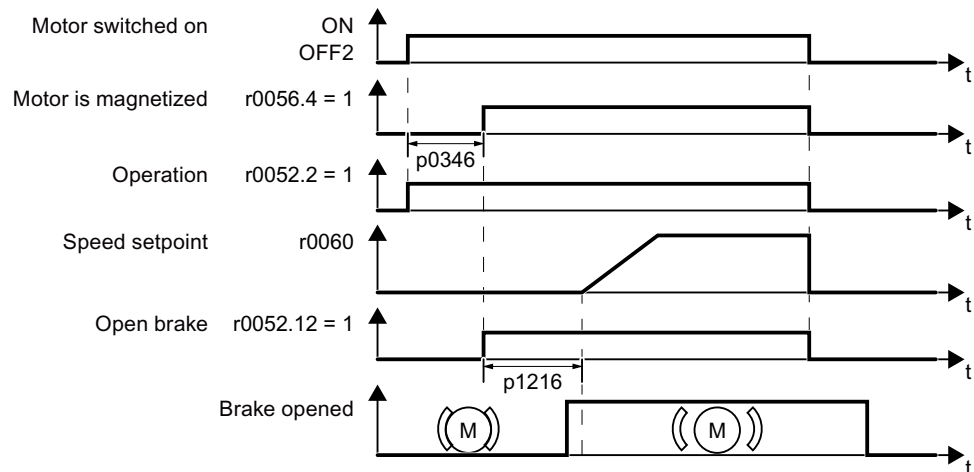 Motor switched on ON
OFF2
t
Motor is magnetized r0056.4 = 1
t
p0346
Operation r0052.2 = 1
t
Speed setpoint r0060
t
Open brake r0052.12 = 1
t
p1216
Brake opened
M M
t